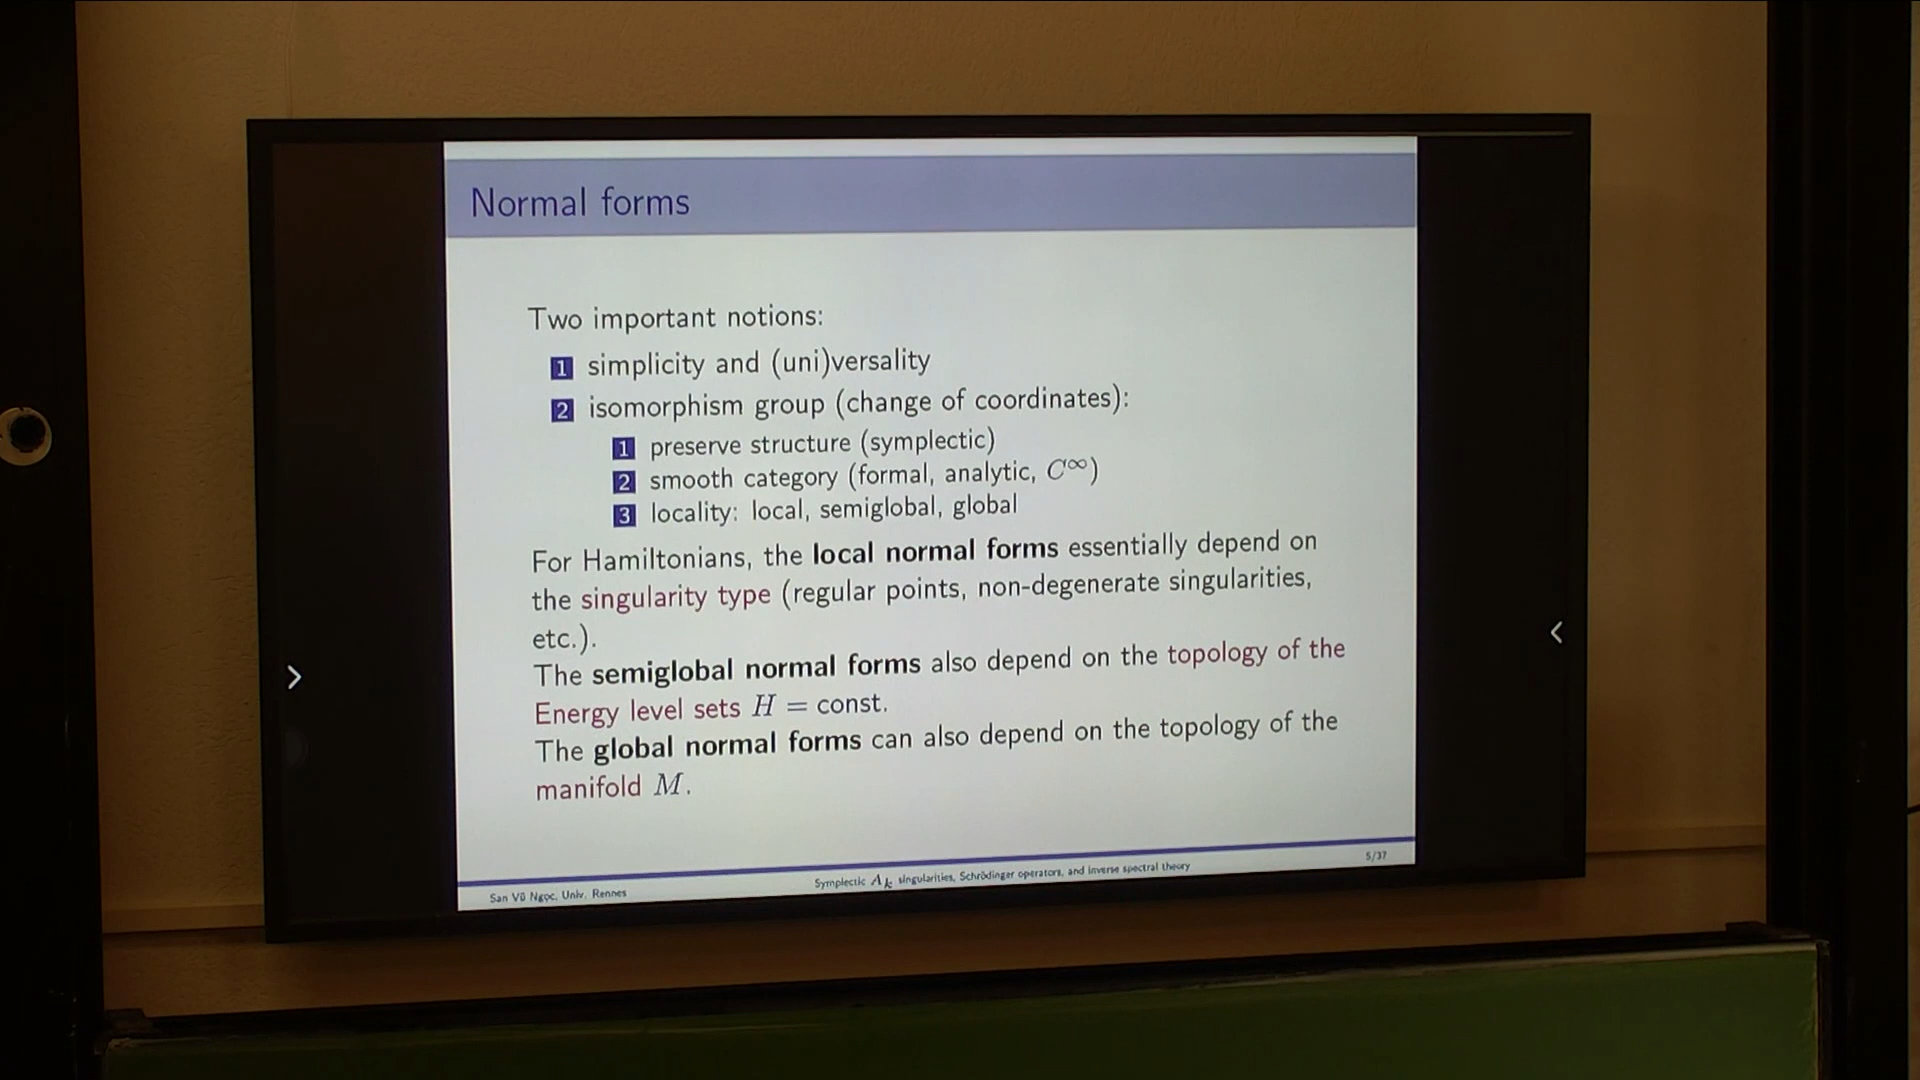 Normal forms
Two important notions:
1 simplicity and (uni)versality
2 isomorphism group (change of coordinates):
1 preserve structure (symplectic)
2 smooth category (formal, analytic, C∞)
3 locality: local, semiglobal, global
For Hamiltonians, the local normal forms essentially depend on
the singularity type (regular points, non-degenerate singularities,
etc.).
The semiglobal normal forms also depend on the topology of the
Energy level sets H = const.
The global normal forms can also depend on the topology of the
manifold M.
San Vũ Ngọc, Univ. Rennes
Symplectic Aₖ singularities, Schrödinger operators, and inverse spectral theory
5/37